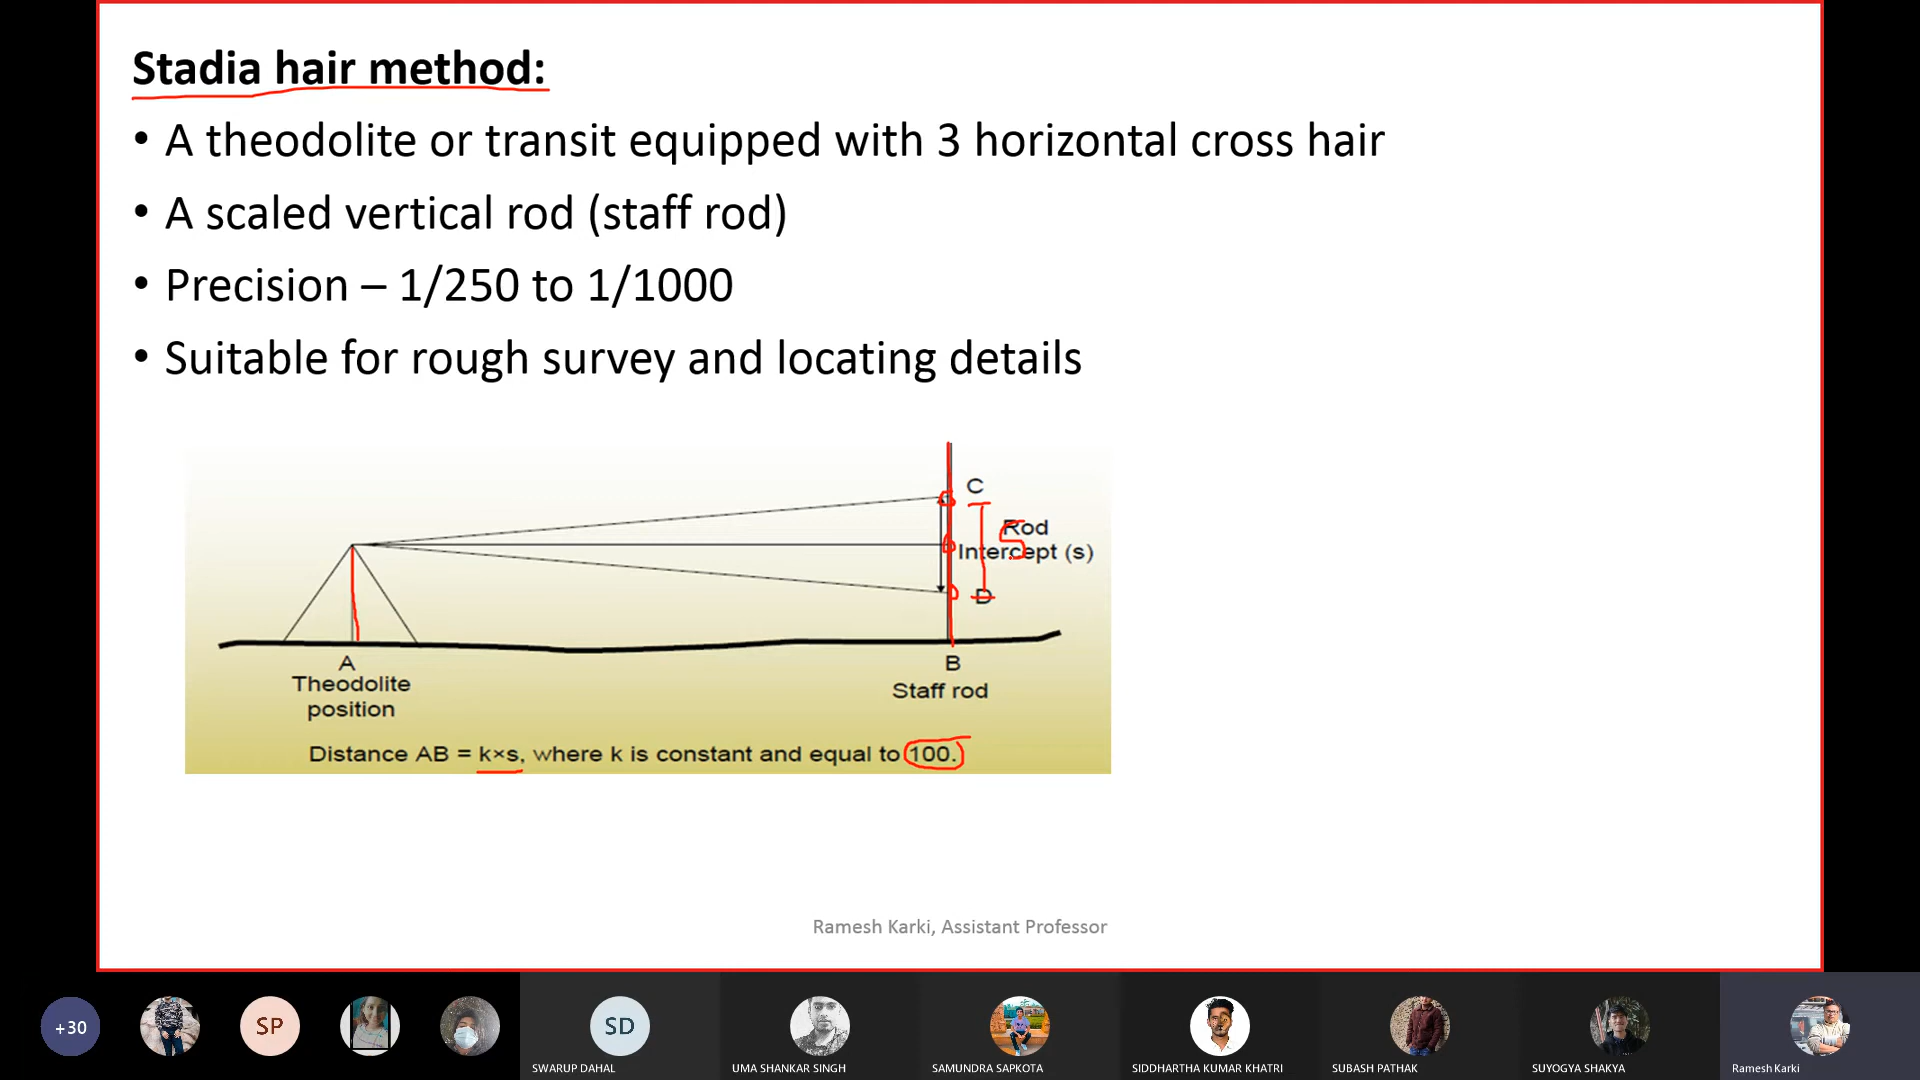 Stadia hair method:
• A theodolite or transit equipped with 3 horizontal cross hair
• A scaled vertical rod (staff rod)
• Precision – 1/250 to 1/1000
• Suitable for rough survey and locating details
C
Rod
Intercept (s)
S
D
A
Theodolite
position
B
Staff rod
Distance AB = k×s, where k is constant and equal to 100.
Ramesh Karki, Assistant Professor
+30
SP
SD
SWARUP DAHAL
UMA SHANKAR SINGH
SAMUNDRA SAPKOTA
SIDDHARTHA KUMAR KHATRI
SUBASH PATHAK
SUYOGYA SHAKYA
Ramesh Karki